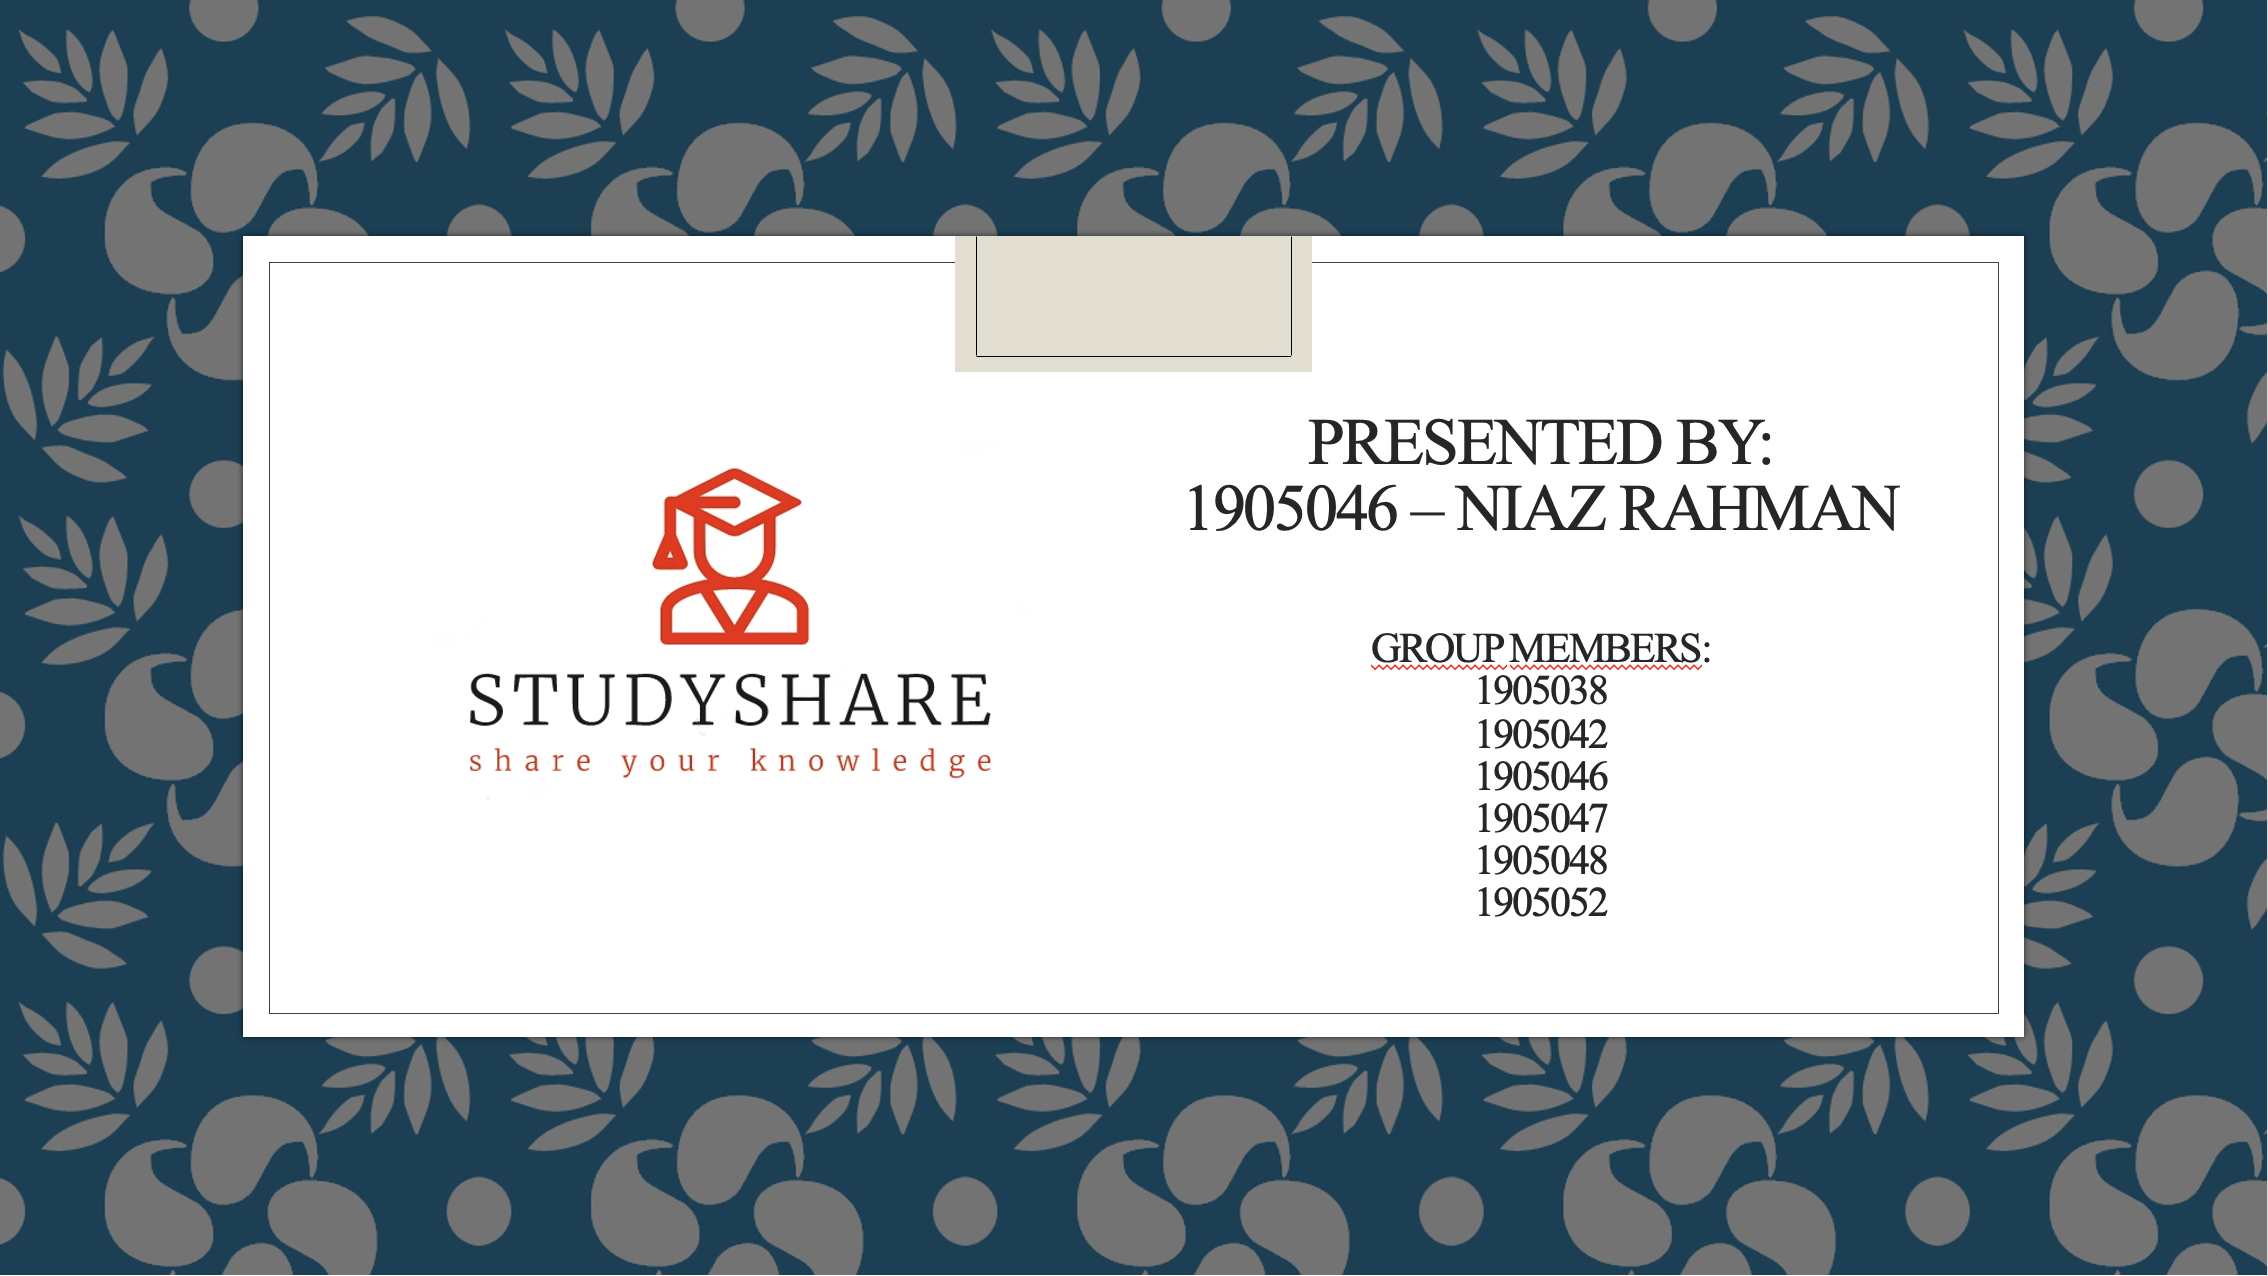 STUDYSHARE
share your knowledge
PRESENTED BY:
1905046 – NIAZ RAHMAN
GROUP MEMBERS:
1905038
1905042
1905046
1905047
1905048
1905052